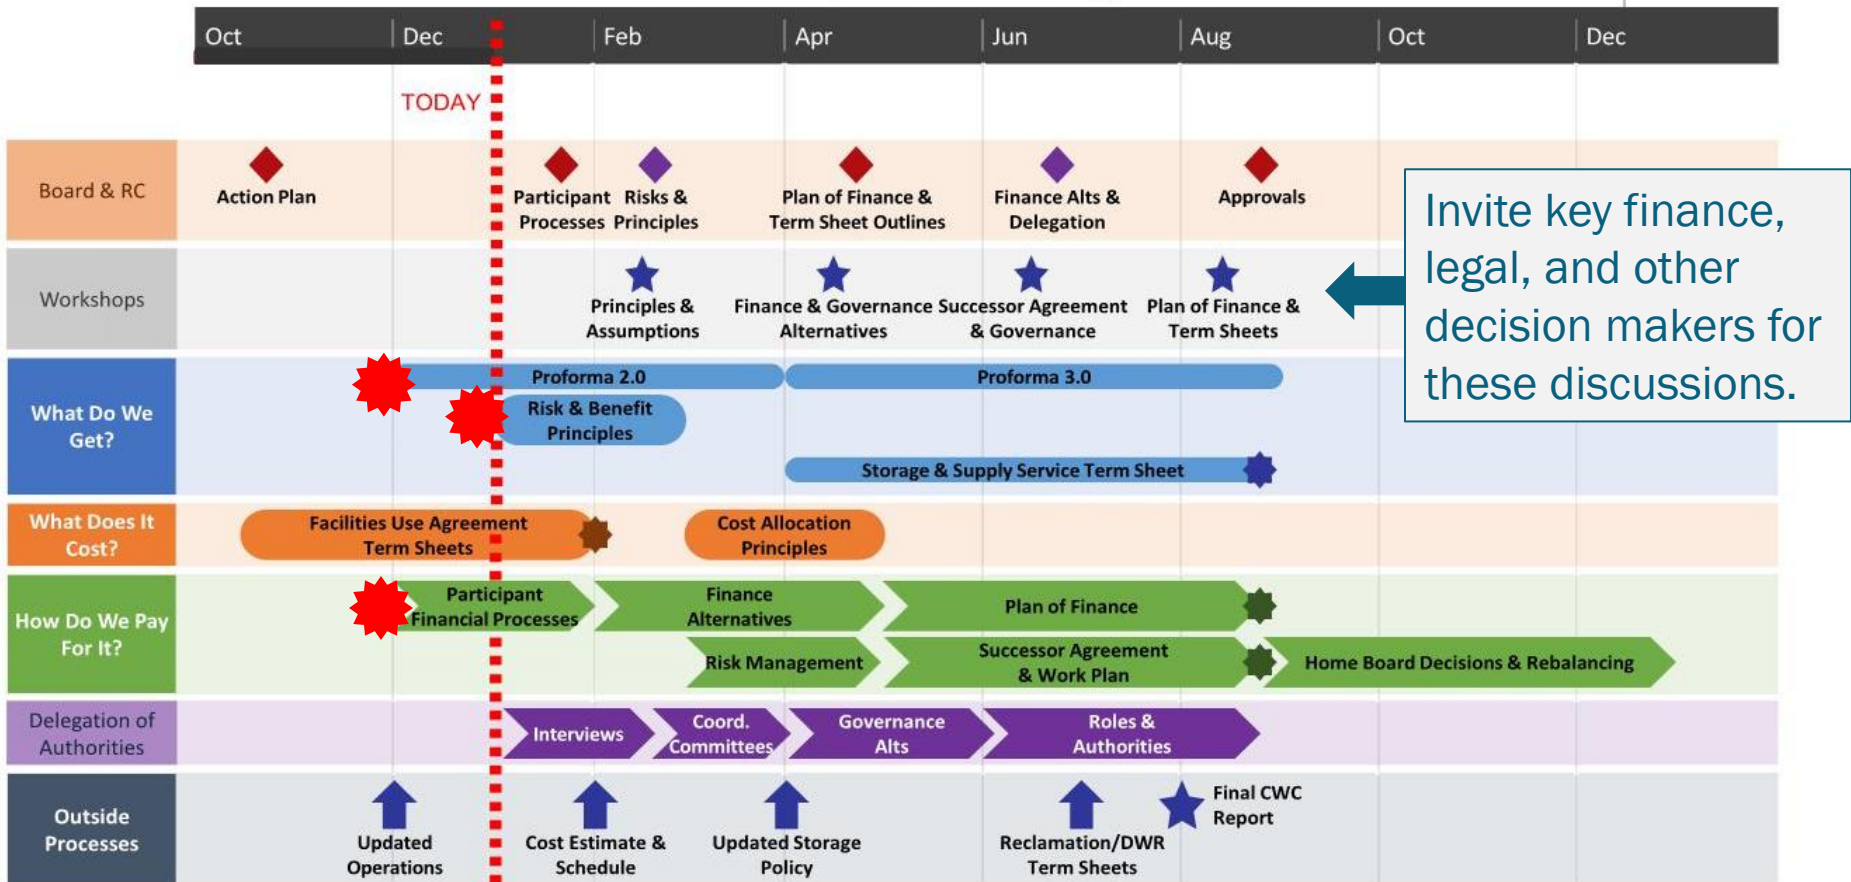 Oct Dec Feb Apr Jun Aug Oct Dec
TODAY
Board & RC
Action Plan
Participant
Processes
Risks &
Principles
Plan of Finance &
Term Sheet Outlines
Finance Alts &
Delegation
Approvals
Invite key finance,
legal, and other
decision makers for
these discussions.
Workshops
Principles &
Assumptions
Finance & Governance
Alternatives
Successor Agreement
& Governance
Plan of Finance &
Term Sheets
What Do We
Get?
Proforma 2.0
Proforma 3.0
Risk & Benefit
Principles
Storage & Supply Service Term Sheet
What Does It
Cost?
Facilities Use Agreement
Term Sheets
Cost Allocation
Principles
How Do We Pay
For It?
Participant
Financial Processes
Finance
Alternatives
Plan of Finance
Risk Management
Successor Agreement
& Work Plan
Home Board Decisions & Rebalancing
Delegation of
Authorities
Interviews
Coord.
Committees
Governance
Alts
Roles &
Authorities
Outside
Processes
Updated
Operations
Cost Estimate &
Schedule
Updated Storage
Policy
Reclamation/DWR
Term Sheets
Final CWC
Report